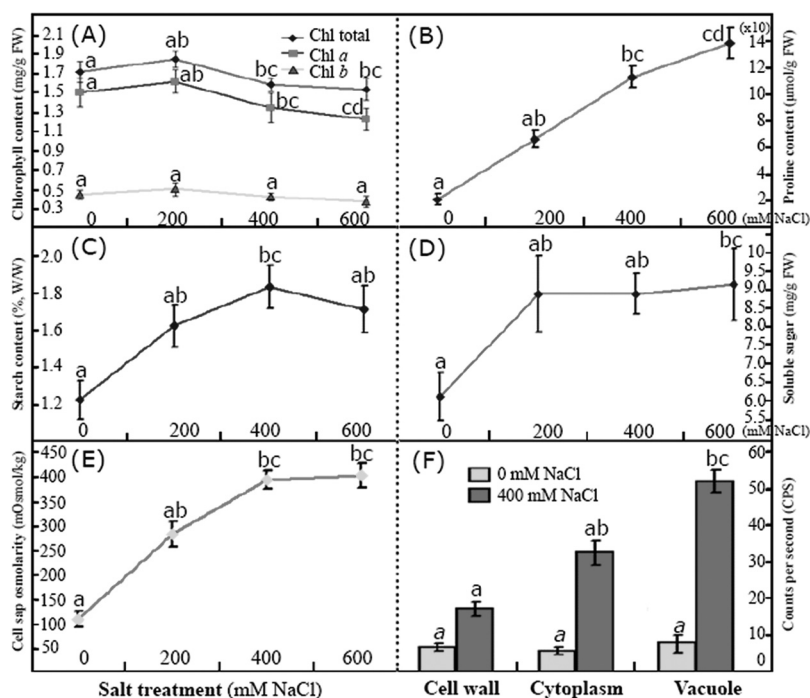 (A)
Chl total
Chl a
Chl b
Chlorophyll content (mg/g FW)
2.1
1.9
1.7
1.5
1.3
1.1
0.5
0.3
a
ab
bc
bc
a
ab
bc
cd
a
a
a
a
0
200
400
600
(B)
(x10)
14
12
10
8
6
4
2
Proline content (µmol/g FW)
a
ab
bc
cd
0
200
400
600
(mM NaCl)
(C)
Starch content (%, W/W)
2.0
1.8
1.6
1.4
1.2
a
ab
bc
ab
0
200
400
600
(D)
10
9.5
9.0
8.5
8.0
7.5
7.0
6.5
6.0
5.5
Soluble sugar (mg/g FW)
a
ab
ab
bc
0
200
400
600
(mM NaCl)
(E)
Cell sap osmolarity (mOsmol/kg)
450
400
350
300
250
200
150
100
50
a
ab
bc
bc
0
200
400
600
Salt treatment (mM NaCl)
(F)
0 mM NaCl
400 mM NaCl
60
50
40
30
20
10
0
Counts per second (CPS)
a
a
a
ab
a
bc
Cell wall
Cytoplasm
Vacuole